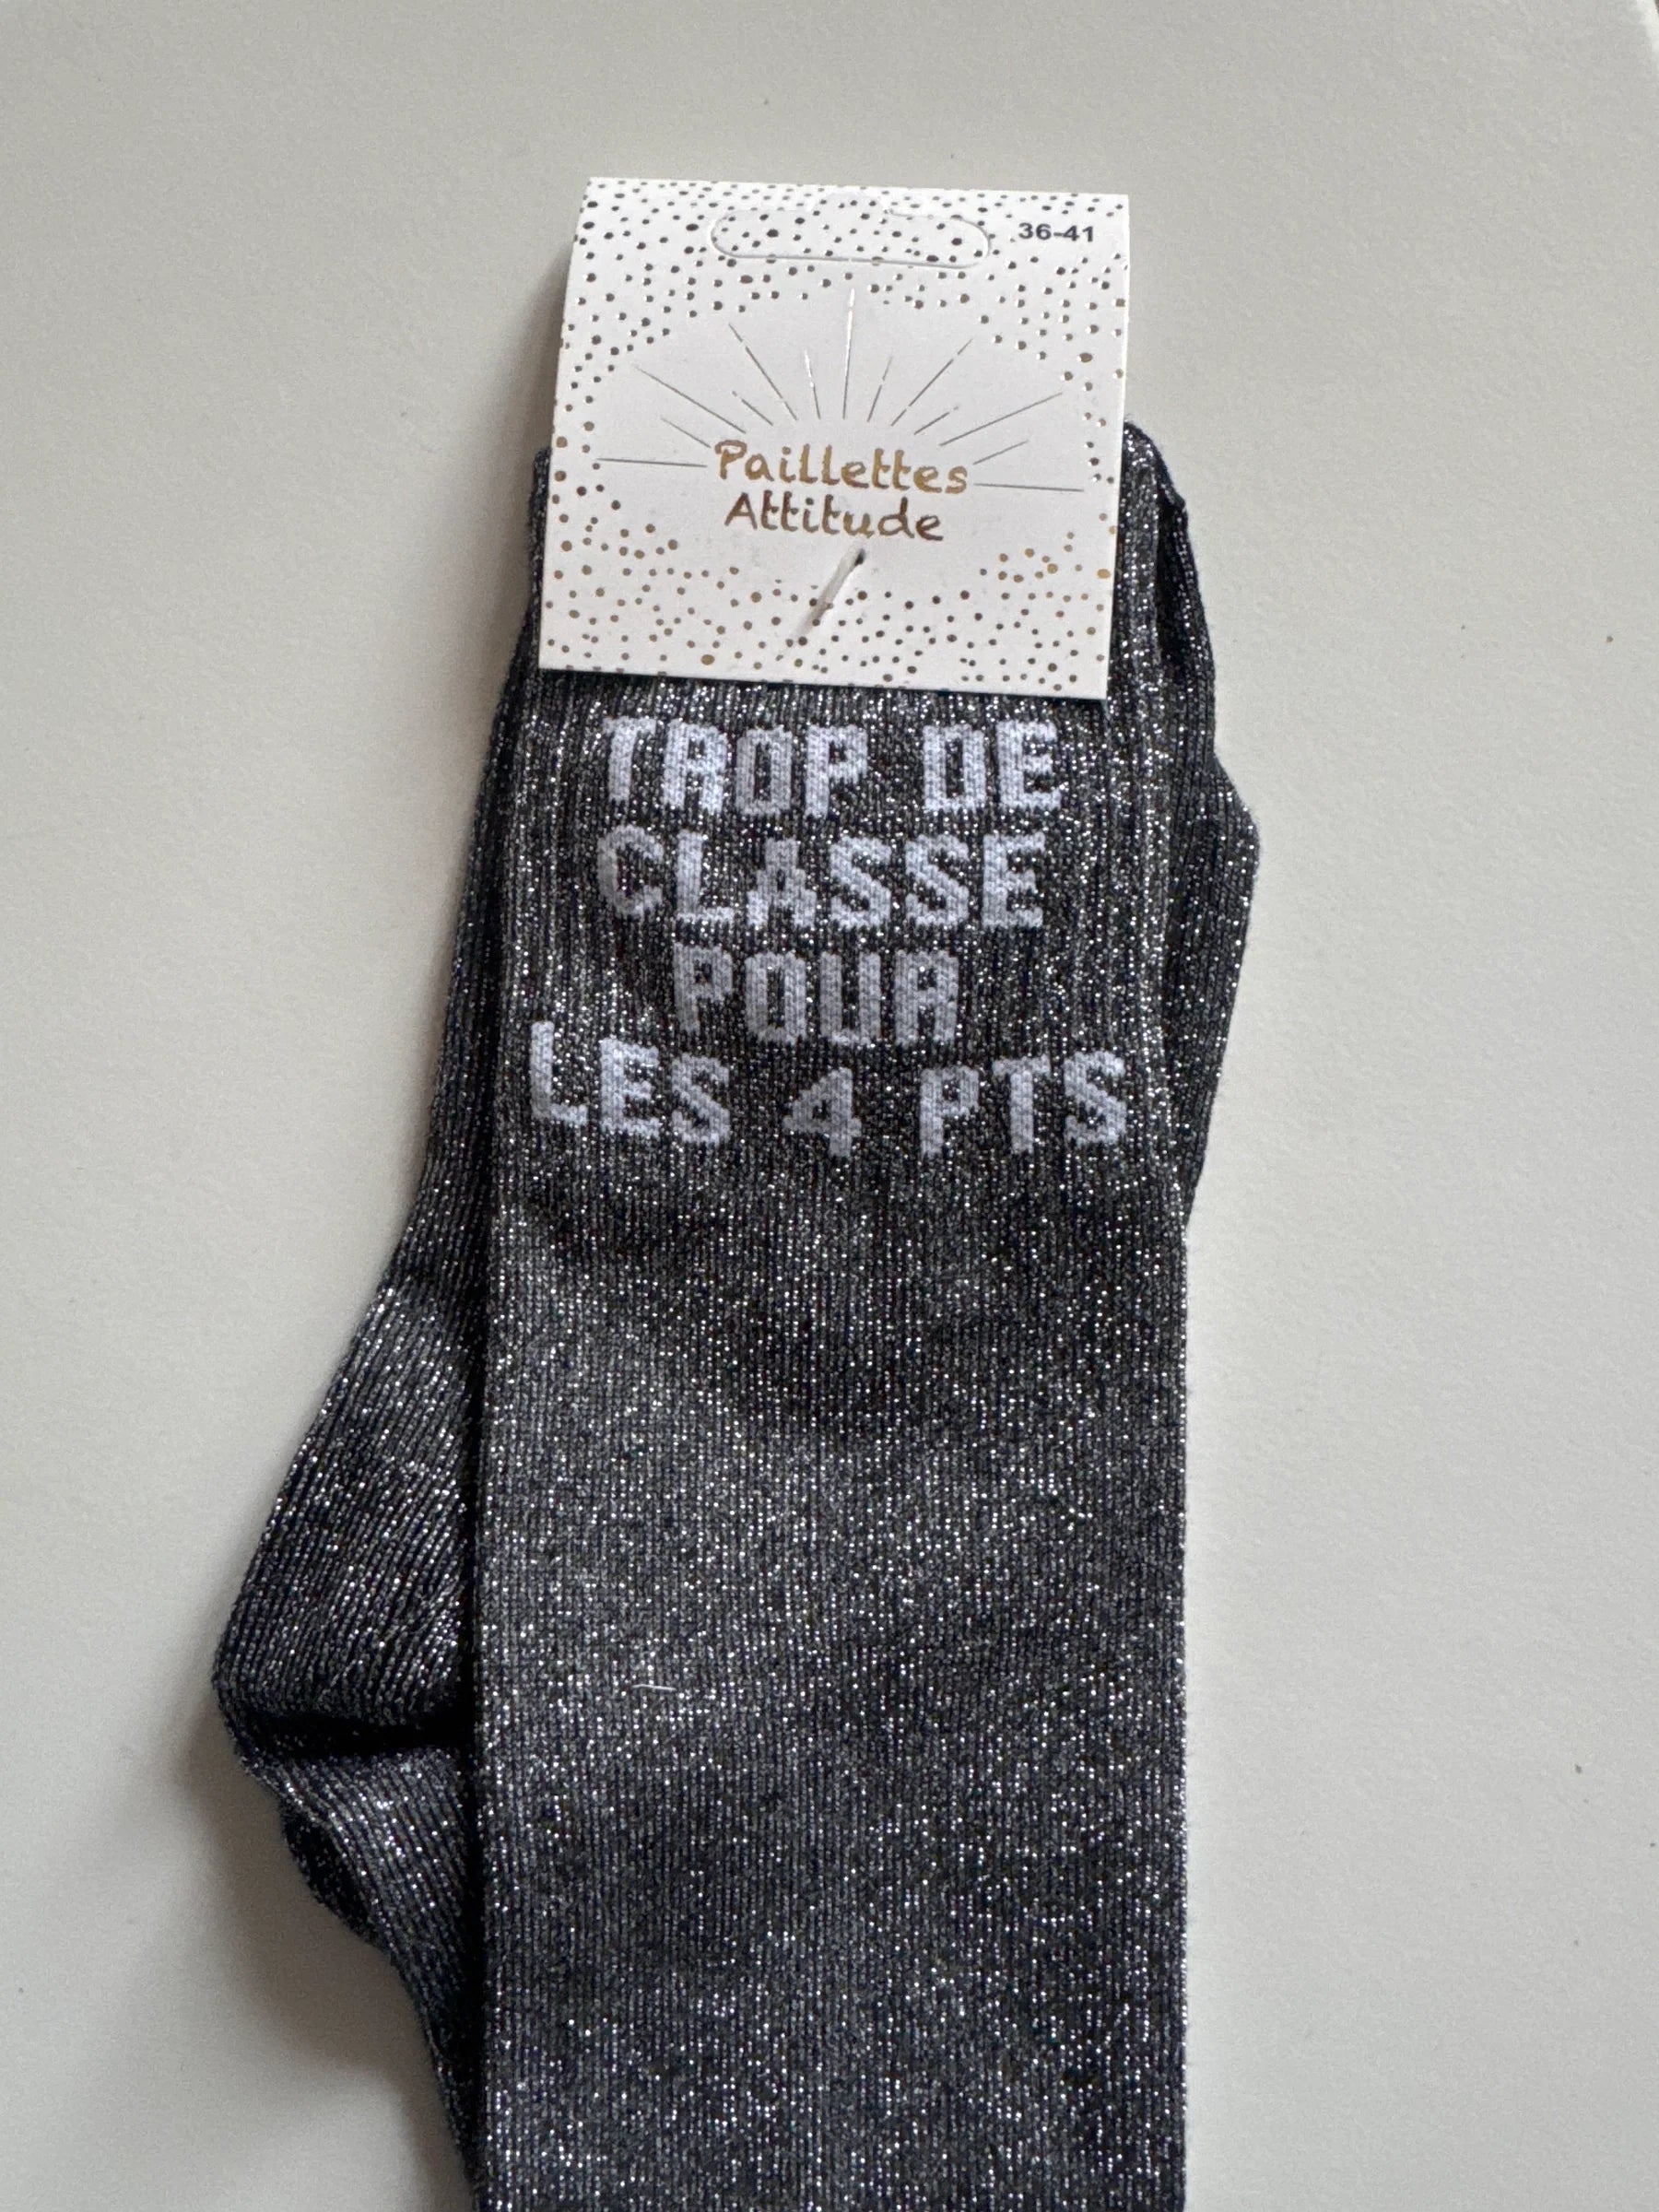 36-41
Paillettes
Attitude
TROP DE
CLASSE
POUR
LES 4 PTS